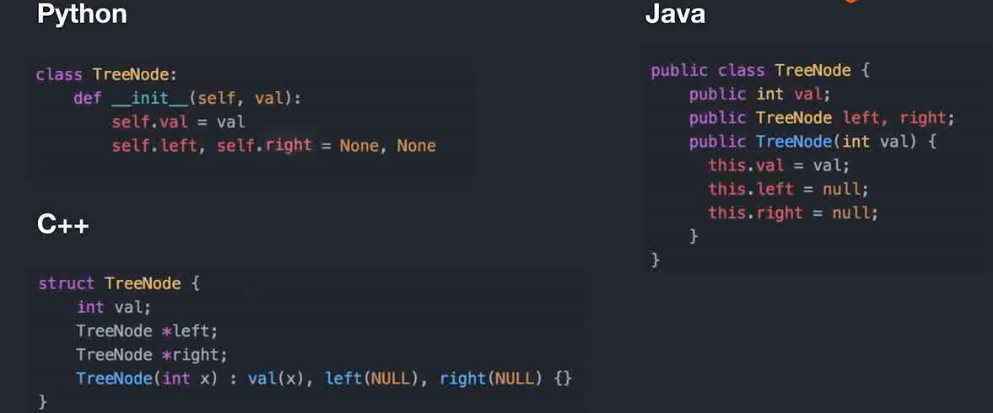 Python
class TreeNode:
    def __init__(self, val):
        self.val = val
        self.left, self.right = None, None
C++
struct TreeNode {
    int val;
    TreeNode *left;
    TreeNode *right;
    TreeNode(int x) : val(x), left(NULL), right(NULL) {}
}
Java
public class TreeNode {
    public int val;
    public TreeNode left, right;
    public TreeNode(int val) {
      this.val = val;
      this.left = null;
      this.right = null;
    }
}